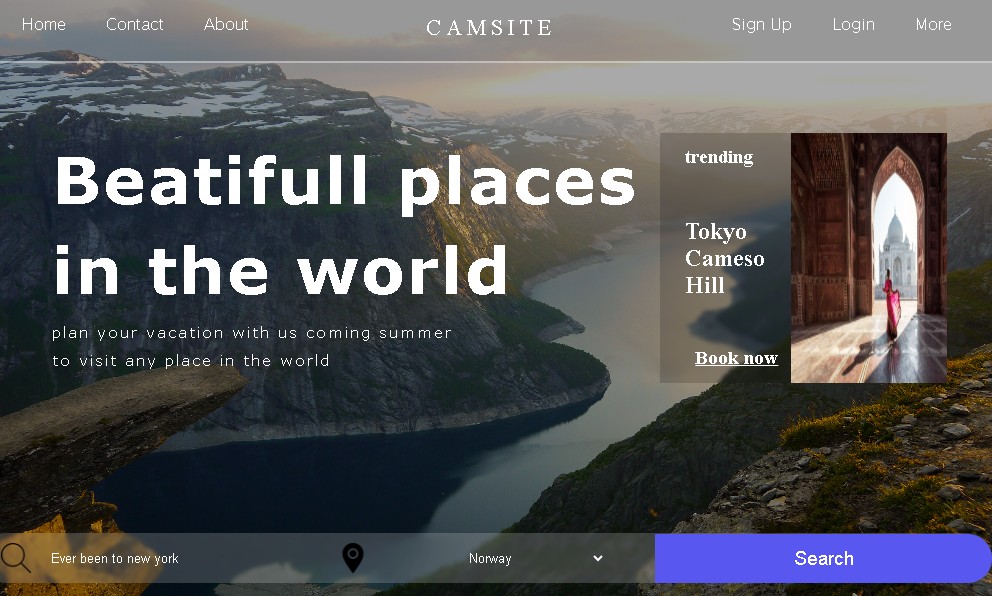 Home Contact About CAMSITE Sign Up Login More
Beatifull places
in the world
plan your vacation with us coming summer
to visit any place in the world
trending
Tokyo
Cameso
Hill
Book now
Ever been to new york Norway Search